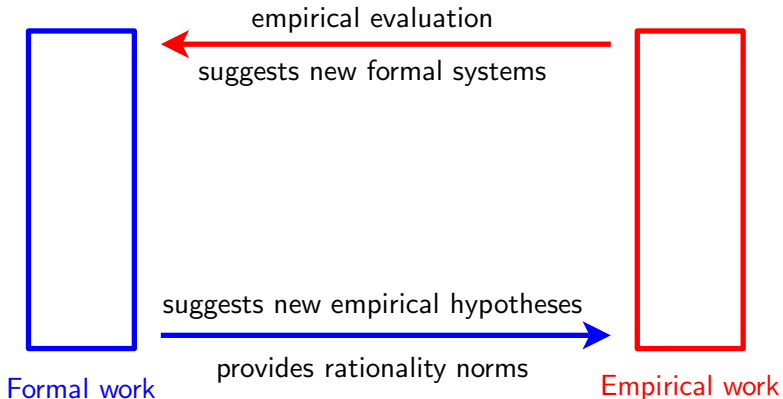 empirical evaluation
suggests new formal systems
suggests new empirical hypotheses
provides rationality norms
Formal work
Empirical work